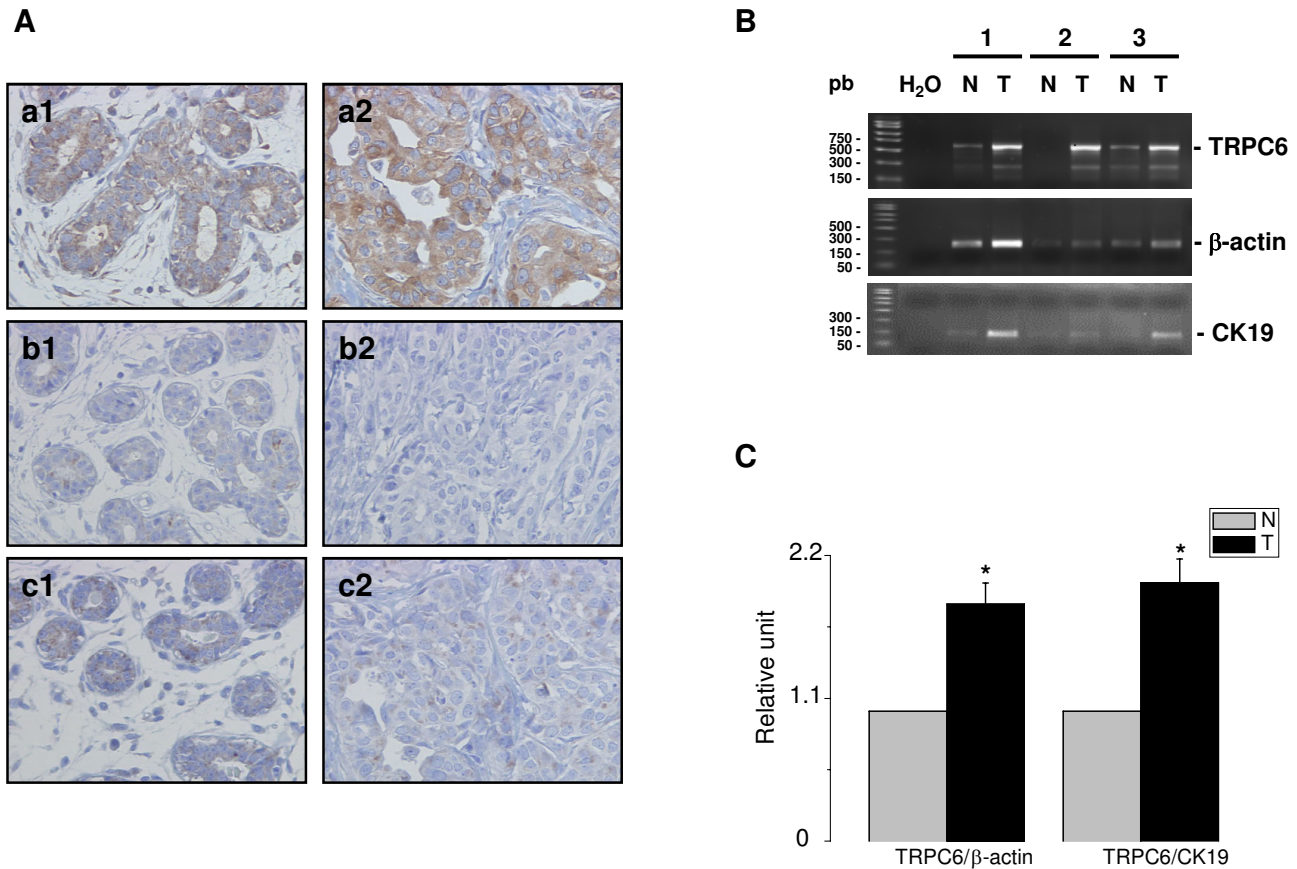 A
a1
a2
b1
b2
c1
c2
B
1 2 3
pb H₂O N T N T N T
750 -
500 -
300 -
150 -
- TRPC6
500 -
300 -
150 -
50 -
- β-actin
300 -
150 -
50 -
- CK19
C
N
T
Relative unit
2.2
1.1
0
* *
TRPC6/β-actin TRPC6/CK19